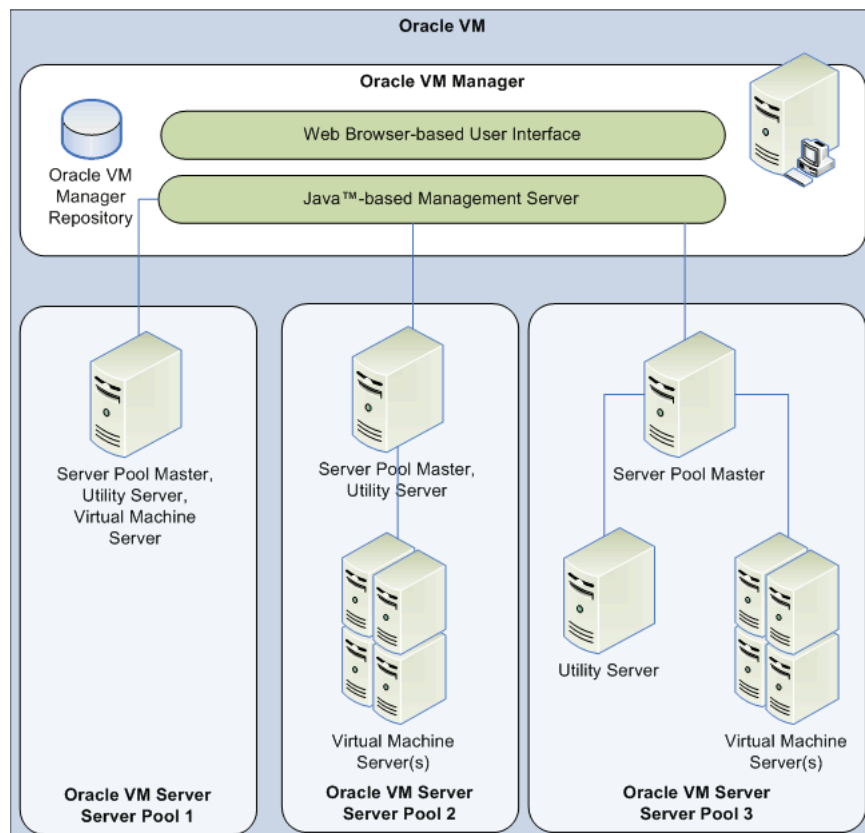 Oracle VM
Oracle VM Manager
Web Browser-based User Interface
Oracle VM
Manager
Repository
Java™-based Management Server
Server Pool Master,
Utility Server,
Virtual Machine
Server
Oracle VM Server
Server Pool 1
Server Pool Master,
Utility Server
Virtual Machine
Server(s)
Oracle VM Server
Server Pool 2
Server Pool Master
Utility Server
Virtual Machine
Server(s)
Oracle VM Server
Server Pool 3